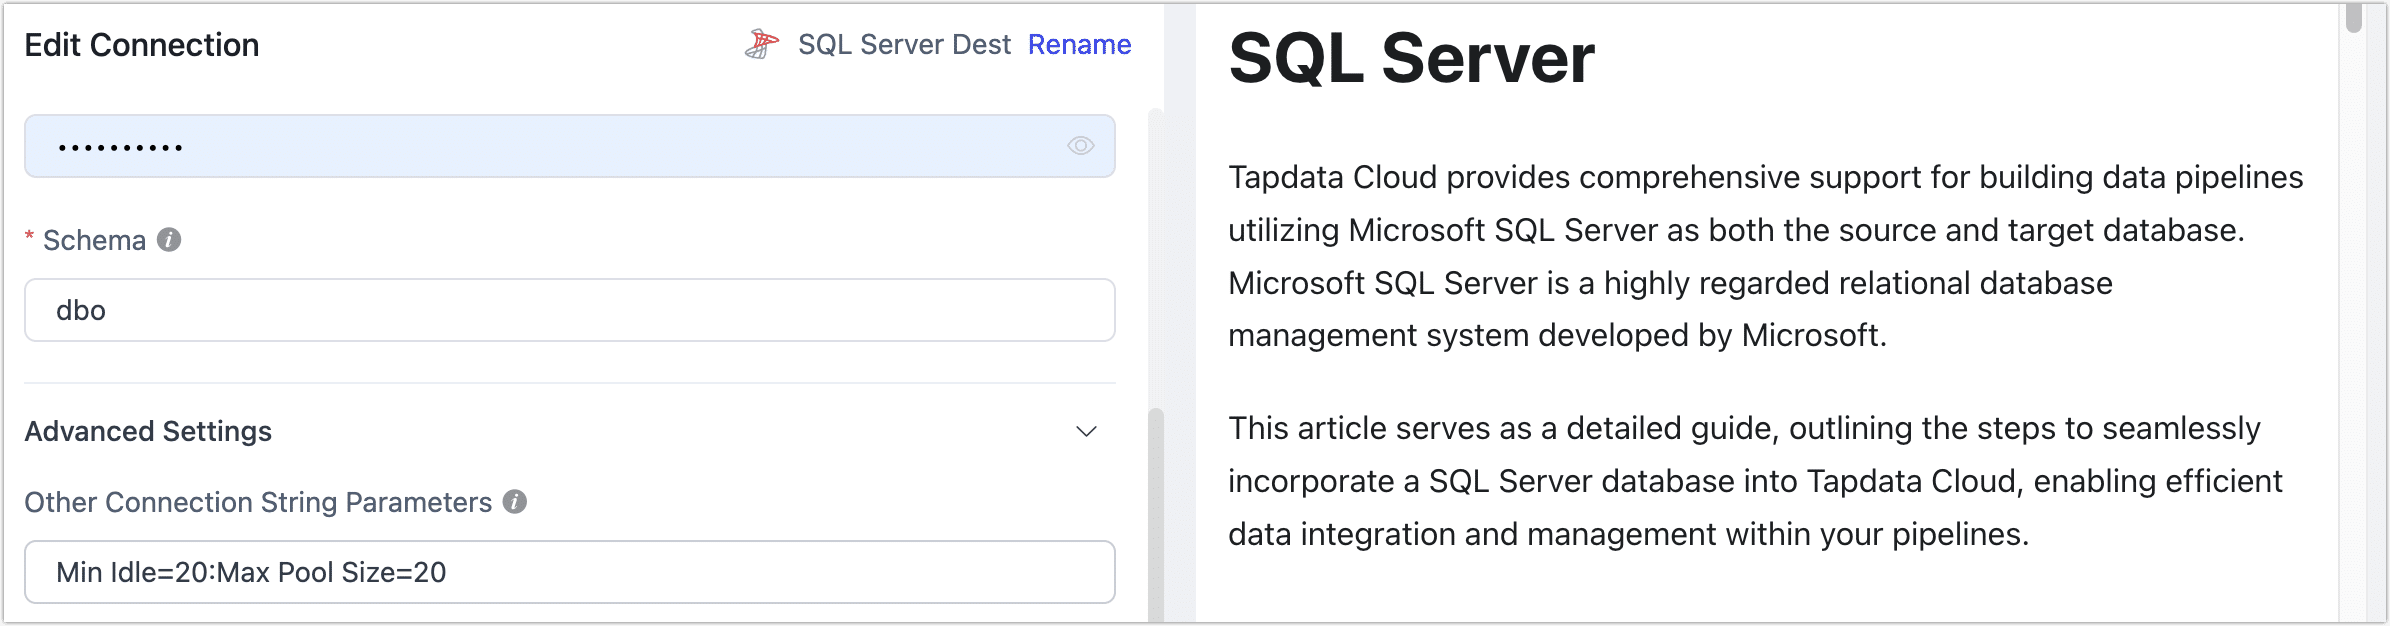 Edit Connection
SQL Server Dest Rename
••••••••••
* Schema
dbo
Advanced Settings
Other Connection String Parameters
Min Idle=20:Max Pool Size=20
SQL Server
Tapdata Cloud provides comprehensive support for building data pipelines
utilizing Microsoft SQL Server as both the source and target database.
Microsoft SQL Server is a highly regarded relational database
management system developed by Microsoft.
This article serves as a detailed guide, outlining the steps to seamlessly
incorporate a SQL Server database into Tapdata Cloud, enabling efficient
data integration and management within your pipelines.